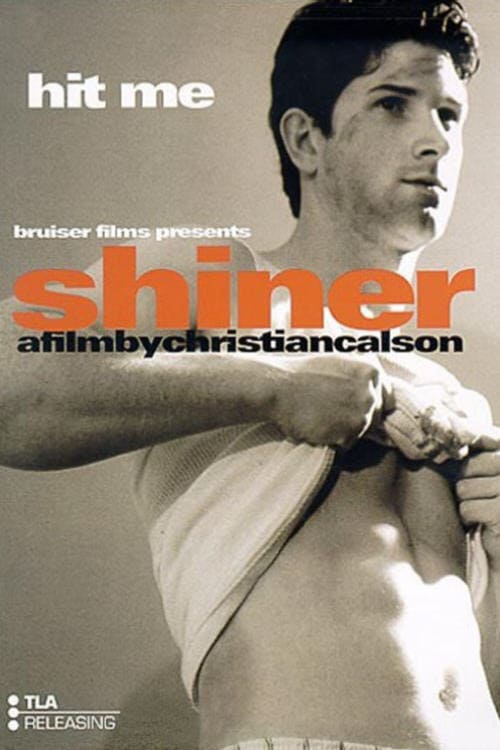 hit me
bruiser films presents
shiner
afilmbychristiancalson
TLA
RELEASING